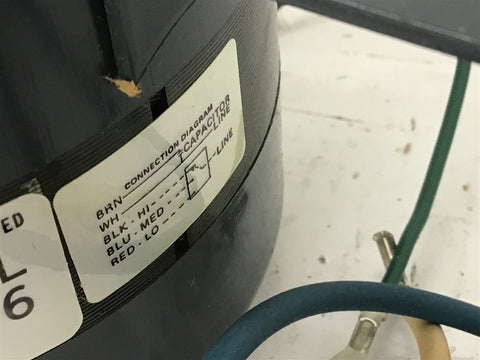 CONNECTION DIAGRAM
BRN CAPACITOR
WH LINE
BLK - HI - LINE
BLU - MED
RED - LO
ED
L
6